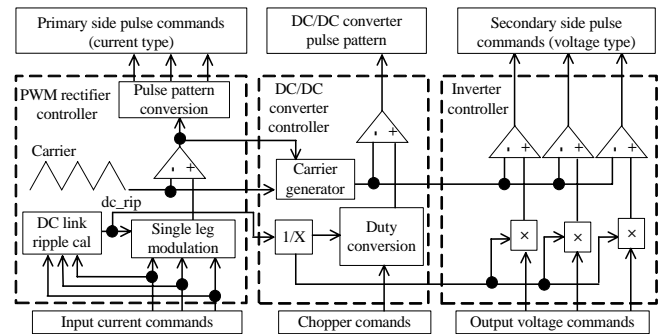 Primary side pulse commands
(current type)
DC/DC converter
pulse pattern
Secondary side pulse
commands (voltage type)
PWM rectifier
controller
Pulse pattern
conversion
DC/DC
converter
controller
Inverter
controller
- +
- +
- +
- +
- +
Carrier
Carrier
generator
dc_rip
DC link
ripple cal
Single leg
modulation
1/X
Duty
conversion
×
×
×
Input current commands
Chopper comands
Output voltage commands